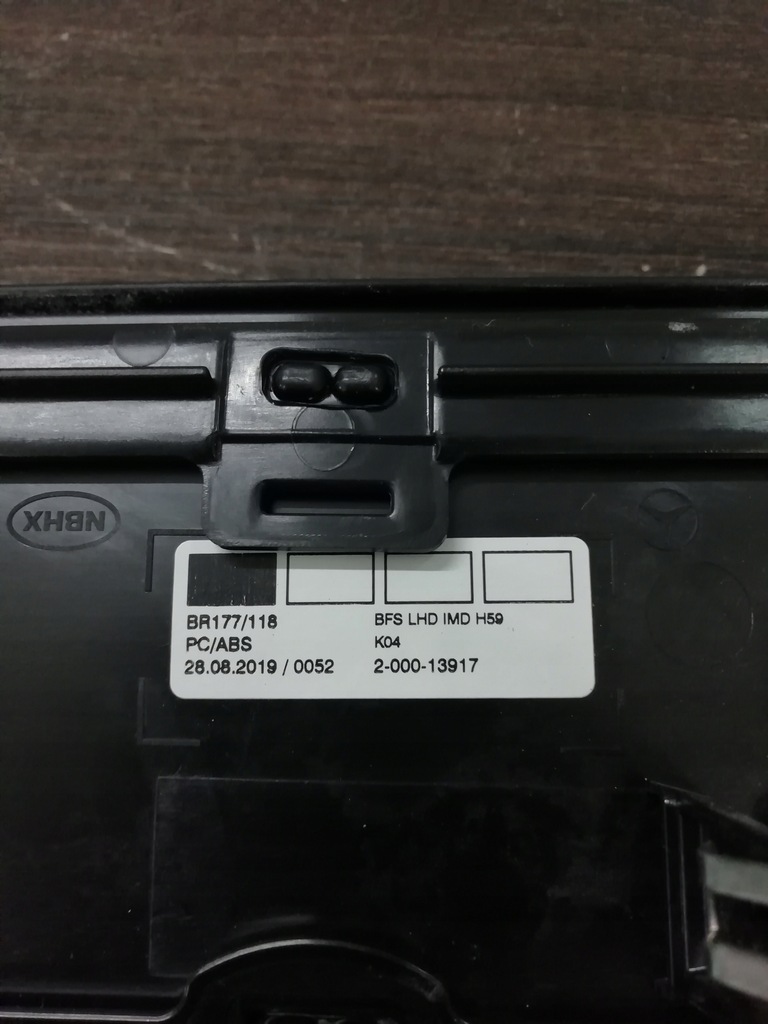 NBHX
BR177/118 BFS LHD IMD H59
PC/ABS K04
28.08.2019 / 0052 2-000-13917